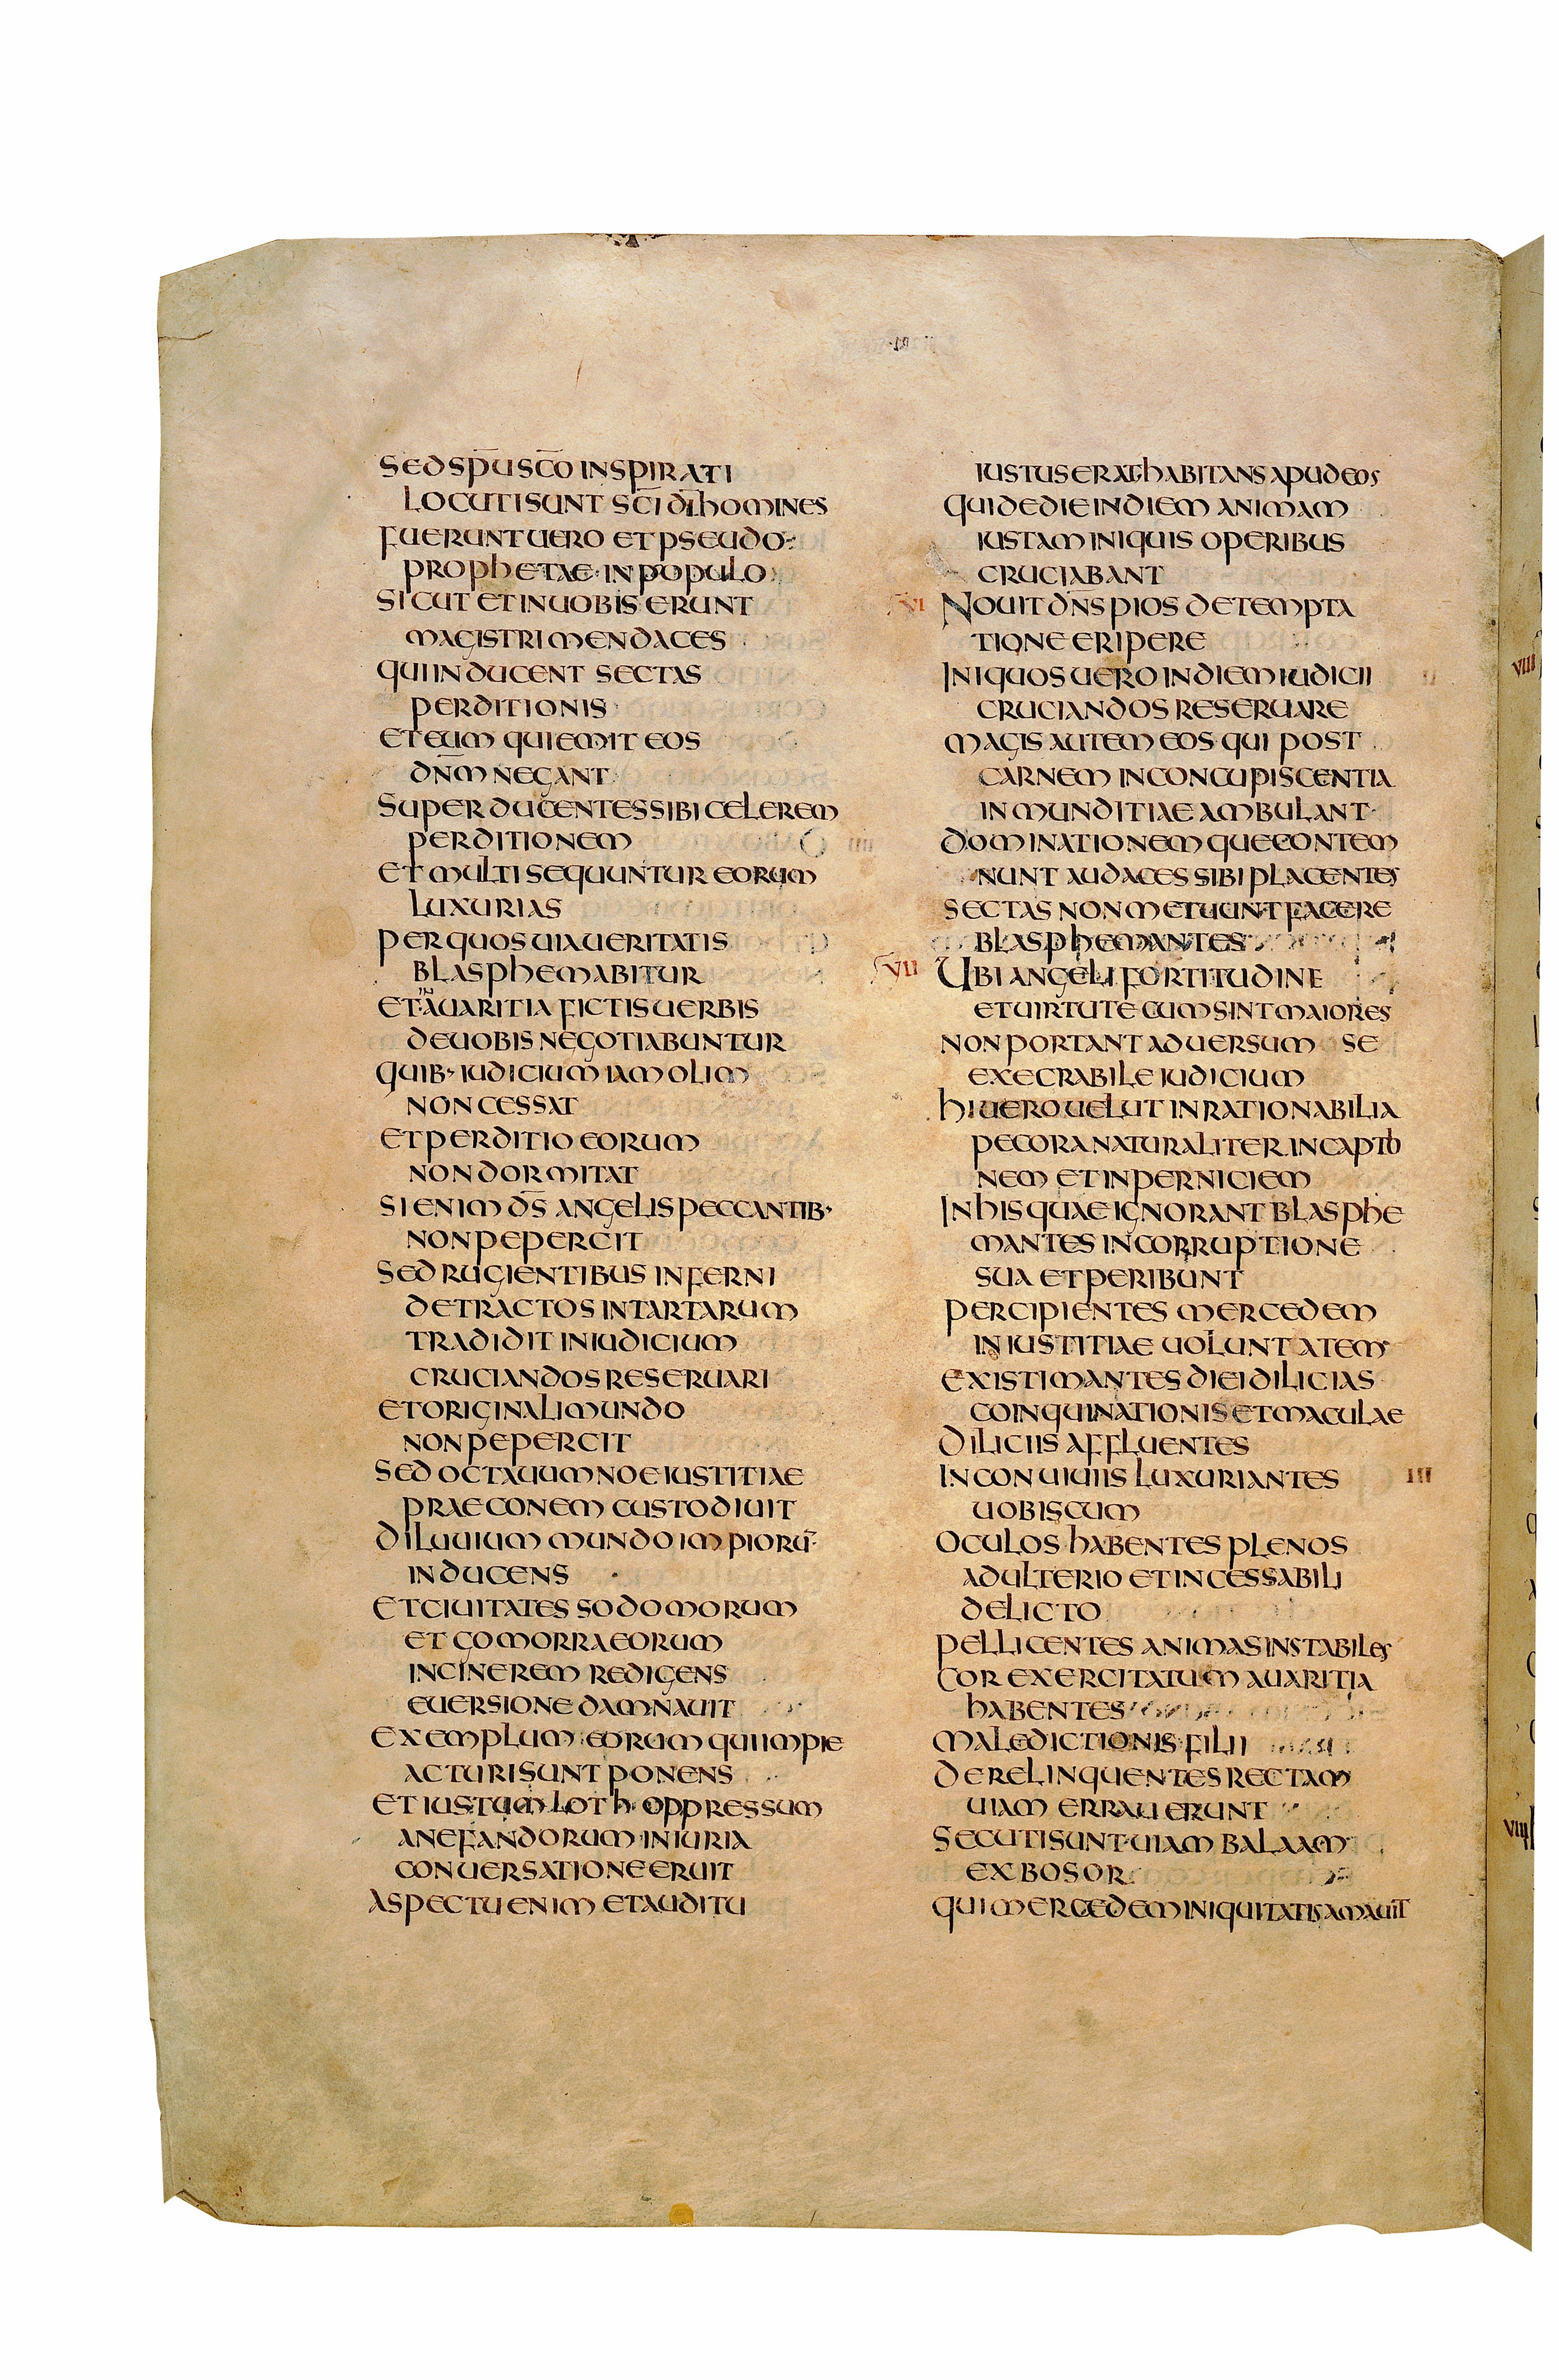 SED SP̅U SC̅O INSPIRATI
LOCUTI SUNT SC̅I DI̅ HOMINES
FUERUNT UERO ET PSEUDO
PROPHETAE · IN POPULO
SICUT ET IN UOBIS ERUNT
MAGISTRI MENDACES
QUI INDUCENT SECTAS
PERDITIONIS
ET EUM QUI EMIT EOS
DN̅M NEGANT
SUPERDUCENTES SIBI CELEREM
PERDITIONEM
ET MULTI SEQUUNTUR EORUM
LUXURIAS
PER QUOS UIA UERITATIS
BLASPHEMABITUR
ET IN AUARITIA FICTIS UERBIS
DE UOBIS NEGOTIABUNTUR
QUIB· IUDICIUM IAM OLIM
NON CESSAT
ET PERDITIO EORUM
NON DORMITAT
SI ENIM DS̅ ANGELIS PECCANTIB·
NON PEPERCIT
SED RUGIENTIBUS INFERNI
DETRACTOS IN TARTARUM
TRADIDIT IN IUDICIUM
CRUCIANDOS RESERUARI
ET ORIGINALI MUNDO
NON PEPERCIT
SED OCTAUUM NOE IUSTITIAE
PRAECONEM CUSTODIUIT
DILUUIUM MUNDO IMPIORU̅
INDUCENS
ET CIUITATES SODOMORUM
ET GOMORRAEORUM
IN CINEREM REDIGENS
EUERSIONE DAMNAUIT
EXEMPLUM EORUM QUI IMPIE
ACTURI SUNT PONENS
ET IUSTUM LOTH OPPRESSUM
A NEFANDORUM INIURIA
CONUERSATIONE ERUIT
ASPECTU ENIM ET AUDITU
IUSTUS ERAT HABITANS APUD EOS
QUI DE DIE IN DIEM ANIMAM
IUSTAM INIQUIS OPERIBUS
CRUCIABANT
VI NOUIT DN̅S PIOS DE TEMPTA
TIONE ERIPERE
INIQUOS UERO IN DIEM IUDICII
CRUCIANDOS RESERUARE
MAGIS AUTEM EOS QUI POST
CARNEM IN CONCUPISCENTIA
INMUNDITIAE AMBULANT
DOMINATIONEMQUE CONTEM
NUNT AUDACES SIBI PLACENTES
SECTAS NON METUUNT FACERE
BLASPHEMANTES
VII UBI ANGELI FORTITUDINE
ET UIRTUTE CUM SINT MAIORES
NON PORTANT ADUERSUM SE
EXECRABILE IUDICIUM
HI UERO UELUT INRATIONABILIA
PECORA NATURALITER IN CAPTIO
NEM ET IN PERNICIEM
IN HIS QUAE IGNORANT BLASPHE
MANTES IN CORRUPTIONE
SUA ET PERIBUNT
PERCIPIENTES MERCEDEM
INIUSTITIAE UOLUNTATEM
EXISTIMANTES DIEI DILICIAS
COINQUINATIONIS ET MACULAE
DILICIIS AFFLUENTES
IN CONUIUIIS LUXURIANTES III
UOBISCUM
OCULOS HABENTES PLENOS
ADULTERIO ET INCESSABILI
DELICTO
PELLICENTES ANIMAS INSTABILES
COR EXERCITATUM AUARITIA
HABENTES
MALEDICTIONIS FILII
DERELINQUENTES RECTAM
UIAM ERRAUERUNT
SECUTI SUNT UIAM BALAAM
EX BOSOR
QUI MERCEDEM INIQUITATIS AMAUIT
VIII
VIIII